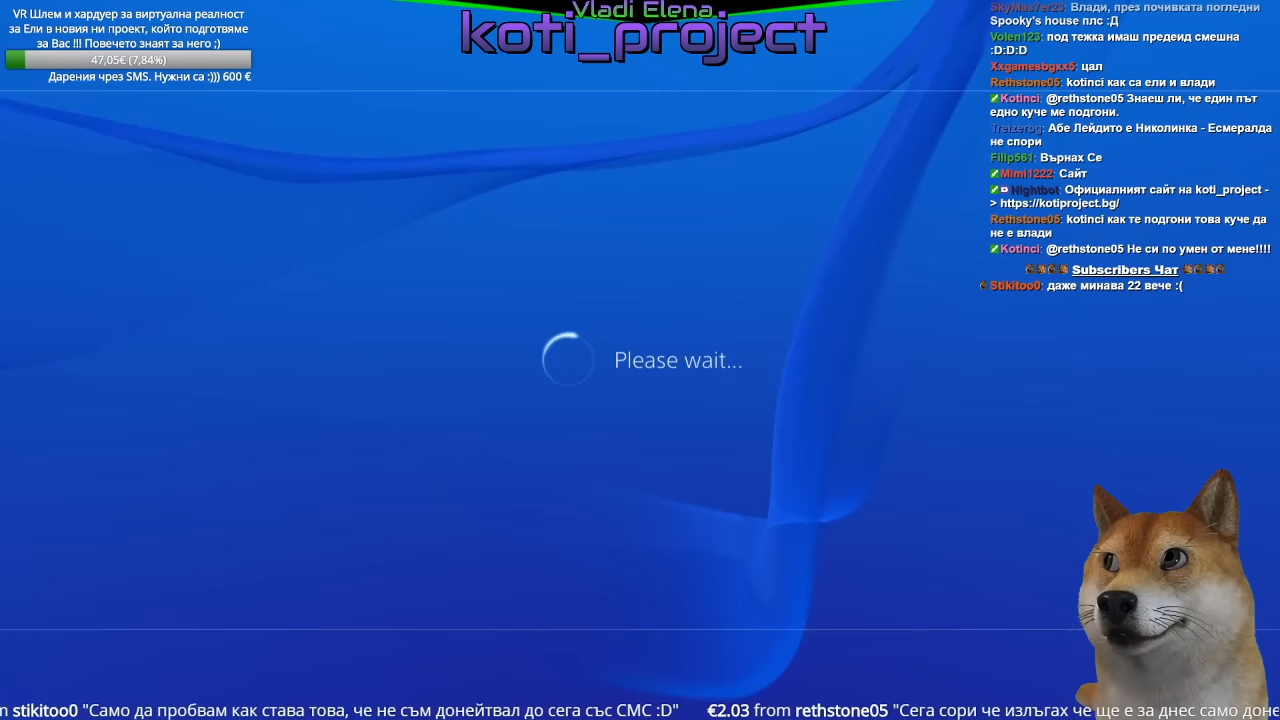 VR Шлем и хардуер за виртуална реалност
за Ели в новия ни проект, който подготвяме
за Вас !!! Повечето знаят за него ;)
47,05€ (7,84%)
Дарения чрез SMS. Нужни са :))) 600 €
Vladi Elena
koti_project
SkyMas7er23: Влади, през почивката погледни
Spooky's house плс :Д
Volen123: под тежка имаш предеид смешна
:D:D:D
Xxgamesbgxx5: цал
Rethstone05: kotinci как са ели и влади
Kotinci: @rethstone05 Знаеш ли, че един път
едно куче ме подгони.
Treizerbg: Абе Лейдито е Николинка - Есмералда
не спори
Filip561: Върнах Се
Mimi1222: Сайт
Nightbot: Официалният сайт на koti_project -
> https://kotiproject.bg/
Rethstone05: kotinci как те подгони това куче да
не е влади
Kotinci: @rethstone05 Не си по умен от мене!!!!
Subscribers Чат
Stikitoo0: даже минава 22 вече :(
Please wait...
m stikitoo0 "Само да пробвам как става това, че не съм донейтвал до сега със СМС :D" €2.03 from rethstone05 "Сега сори че излъгах че ще е за днес само доне